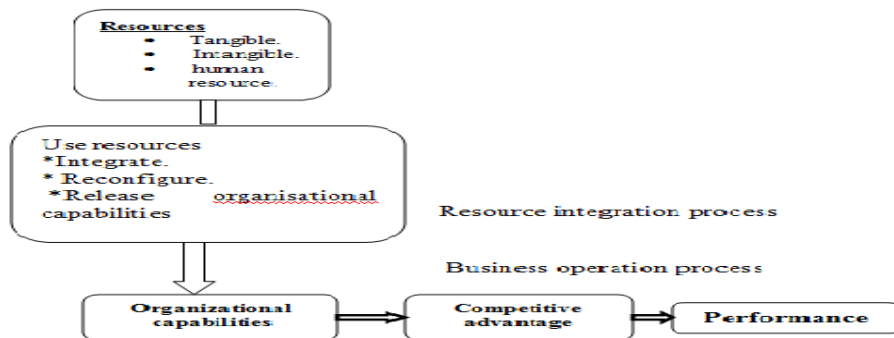 Resources
• Tangible.
• Intangible.
• human
resource.
Use resources
*Integrate.
* Reconfigure.
*Release organisational
capabilities
Resource integration process
Business operation process
Organizational
capabilities
Competitive
advantage
Performance